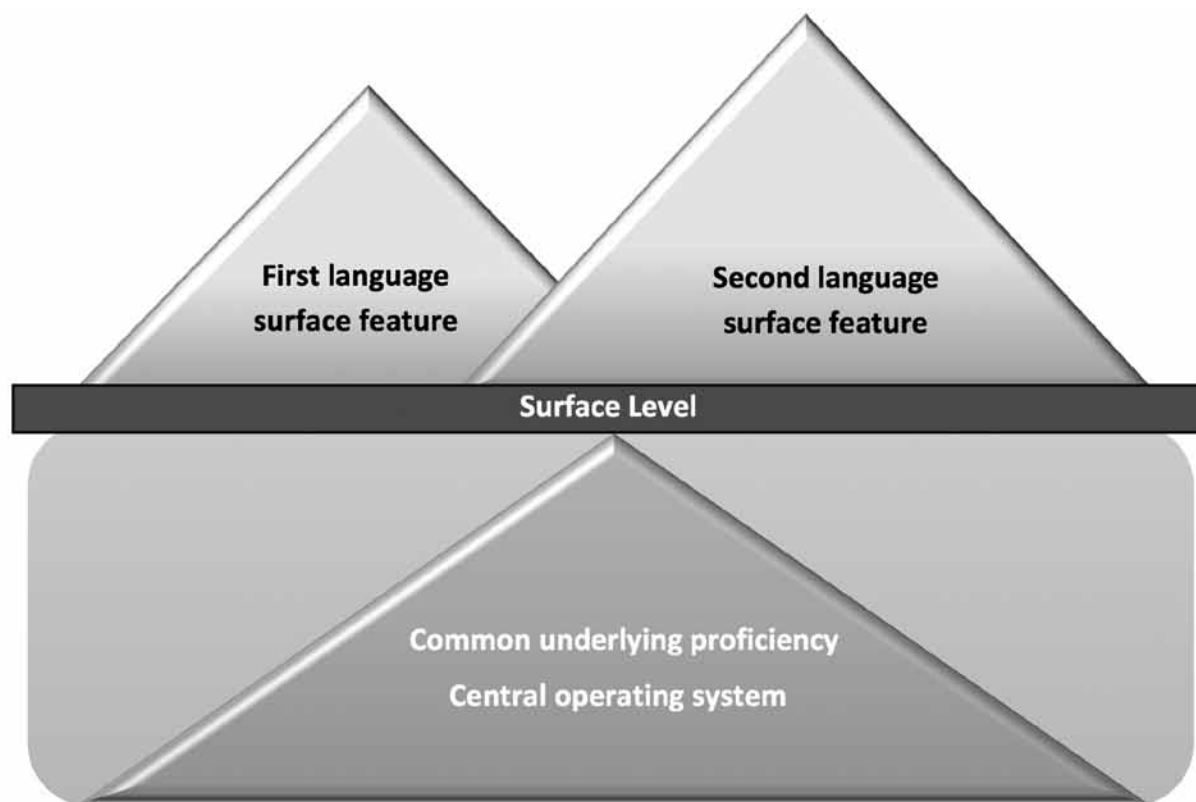 First language
surface feature
Second language
surface feature
Surface Level
Common underlying proficiency
Central operating system